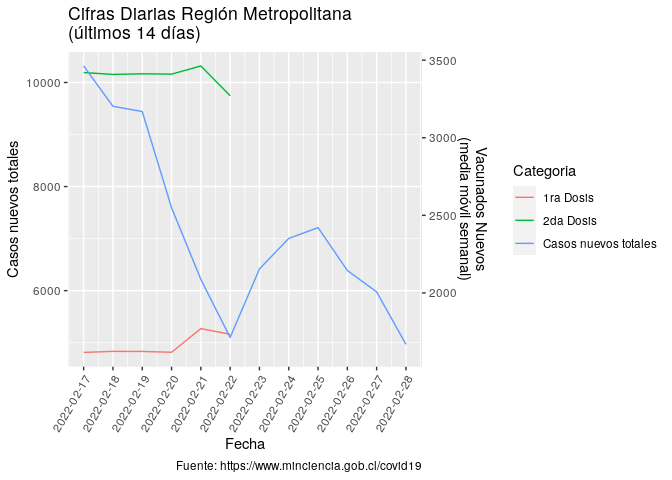 Cifras Diarias Región Metropolitana
(últimos 14 días)
10000
8000
6000
3500
3000
2500
2000
Casos nuevos totales
Vacunados Nuevos
(media móvil semanal)
2022-02-17
2022-02-18
2022-02-19
2022-02-20
2022-02-21
2022-02-22
2022-02-23
2022-02-24
2022-02-25
2022-02-26
2022-02-27
2022-02-28
Fecha
Categoria
1ra Dosis
2da Dosis
Casos nuevos totales
Fuente: https://www.minciencia.gob.cl/covid19